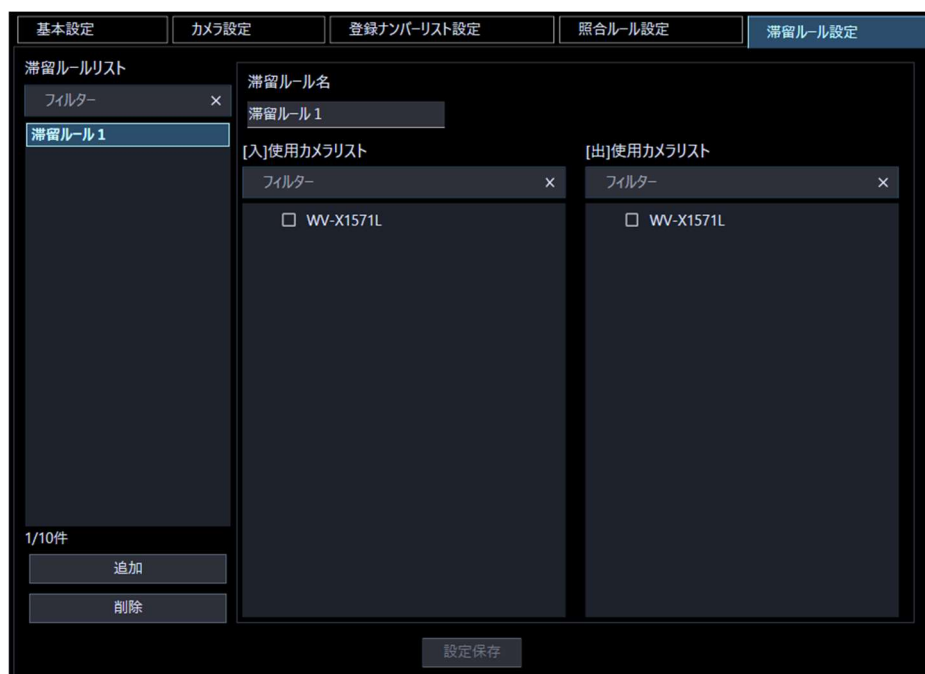 基本設定
カメラ設定
登録ナンバーリスト設定
照合ルール設定
滞留ルール設定
滞留ルールリスト
フィルター ×
滞留ルール 1
1/10件
追加
削除
滞留ルール名
滞留ルール 1
[入]使用カメラリスト
フィルター ×
WV-X1571L
[出]使用カメラリスト
フィルター ×
WV-X1571L
設定保存